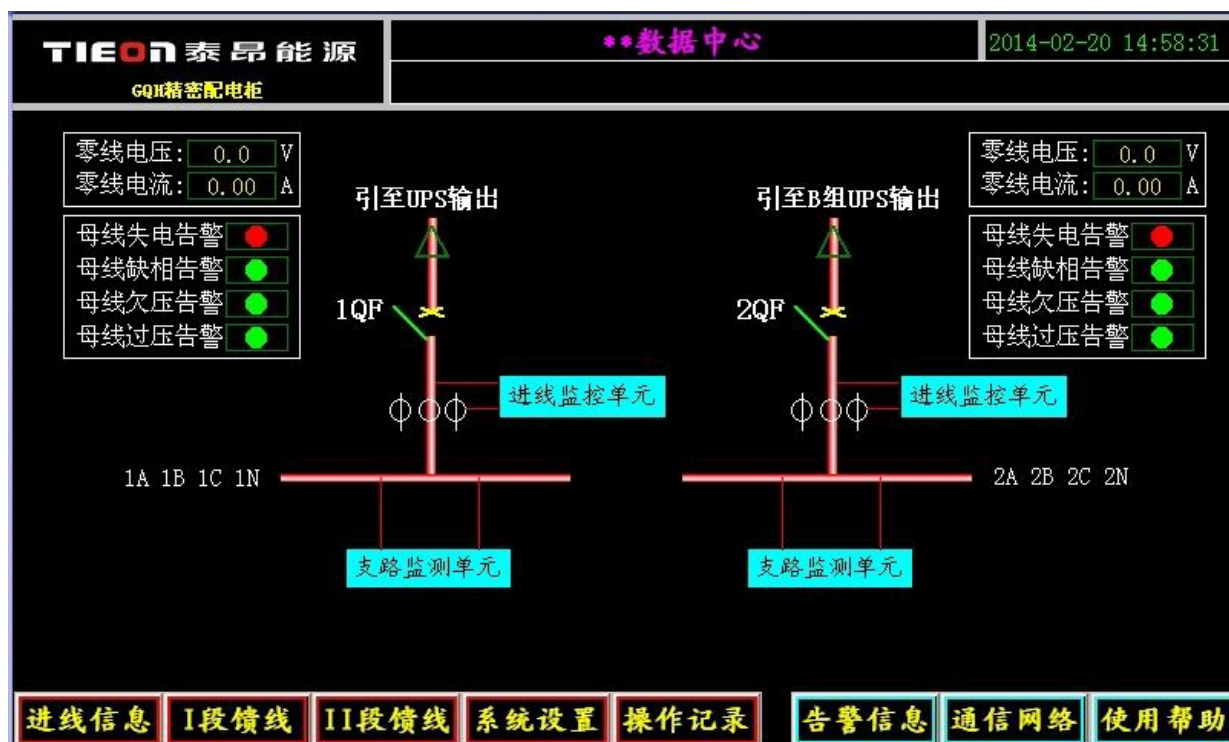 TIEON泰昂能源
GQH精密配电柜
**数据中心
2014-02-20 14:58:31
零线电压: 0.0 V
零线电流: 0.00 A
母线失电告警
母线缺相告警
母线欠压告警
母线过压告警
引至UPS输出
1QF
进线监控单元
1A 1B 1C 1N
支路监测单元
引至B组UPS输出
2QF
进线监控单元
2A 2B 2C 2N
支路监测单元
零线电压: 0.0 V
零线电流: 0.00 A
母线失电告警
母线缺相告警
母线欠压告警
母线过压告警
进线信息 I段馈线 II段馈线 系统设置 操作记录 告警信息 通信网络 使用帮助